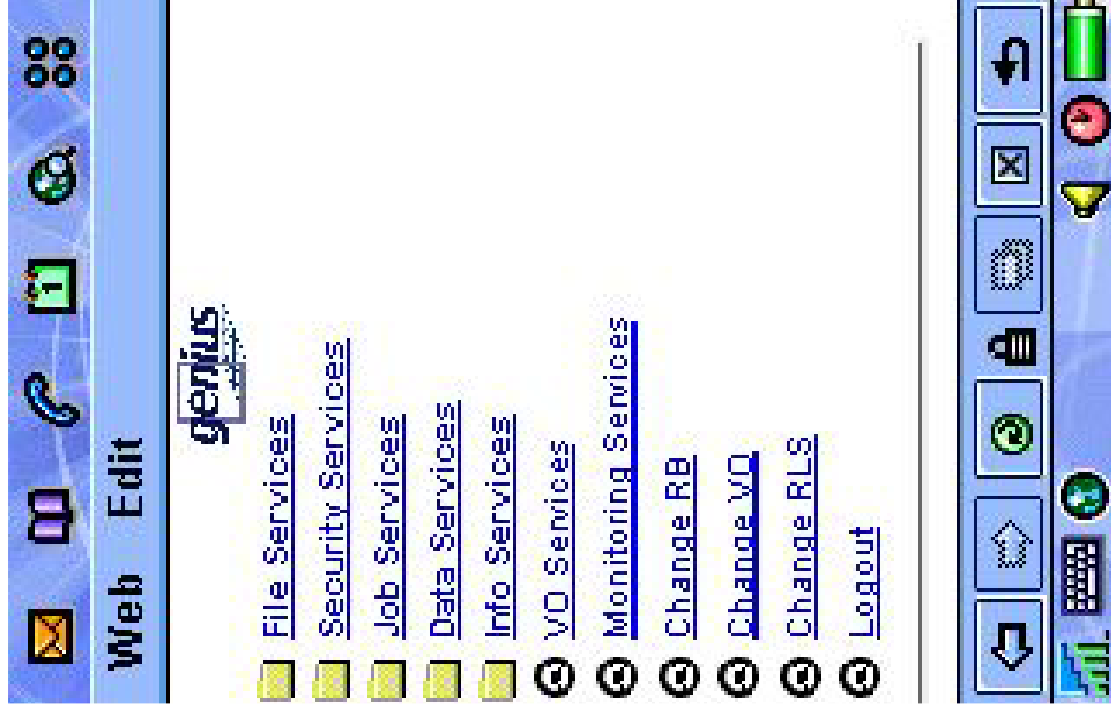 Web Edit
genius
File Services
Security Services
Job Services
Data Services
Info Services
VO Services
Monitoring Services
Change RB
Change VO
Change RLS
Logout